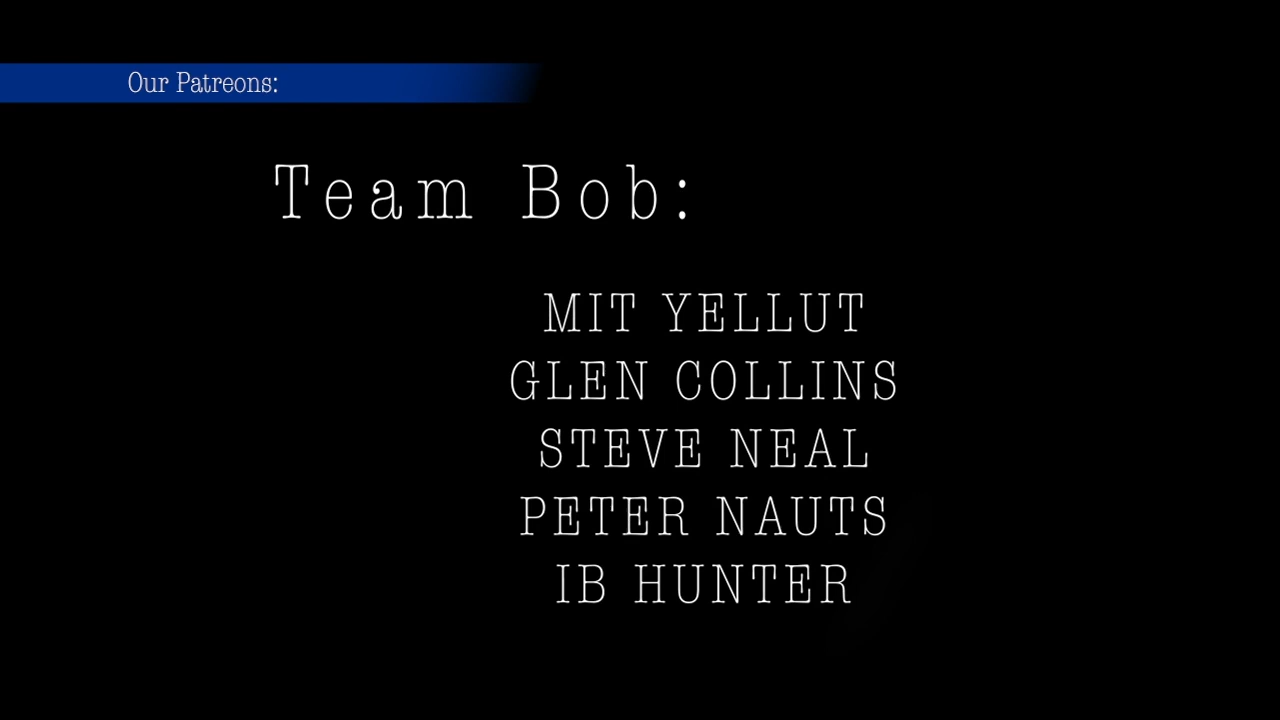 Our Patreons:
Team Bob:
MIT YELLUT
GLEN COLLINS
STEVE NEAL
PETER NAUTS
IB HUNTER